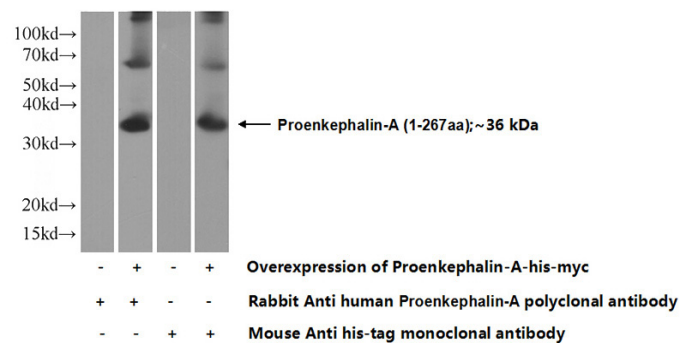 100kd→
70kd→
50kd→
40kd→
Proenkephalin-A (1-267aa);~36 kDa
30kd→
20kd→
15kd→
- + - + Overexpression of Proenkephalin-A-his-myc
+ + - - Rabbit Anti human Proenkephalin-A polyclonal antibody
- - + + Mouse Anti his-tag monoclonal antibody